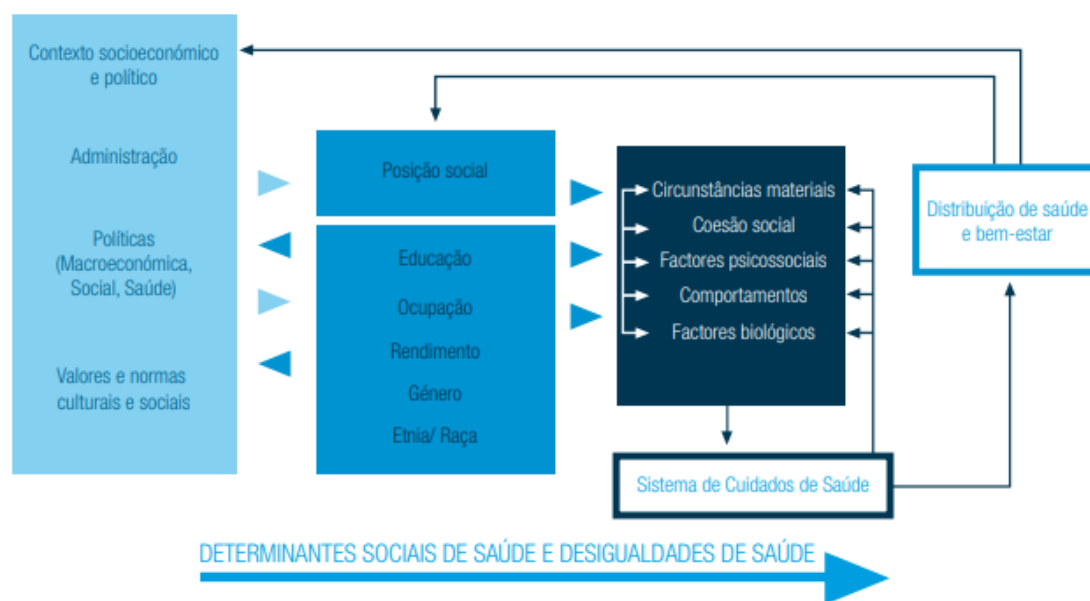 Contexto socioeconómico
e político
Administração
Políticas
(Macroeconómica,
Social, Saúde)
Valores e normas
culturais e sociais
Posição social
Educação
Ocupação
Rendimento
Género
Etnia/ Raça
Circunstâncias materiais
Coesão social
Factores psicossociais
Comportamentos
Factores biológicos
Sistema de Cuidados de Saúde
Distribuição de saúde
e bem-estar
DETERMINANTES SOCIAIS DE SAÚDE E DESIGUALDADES DE SAÚDE